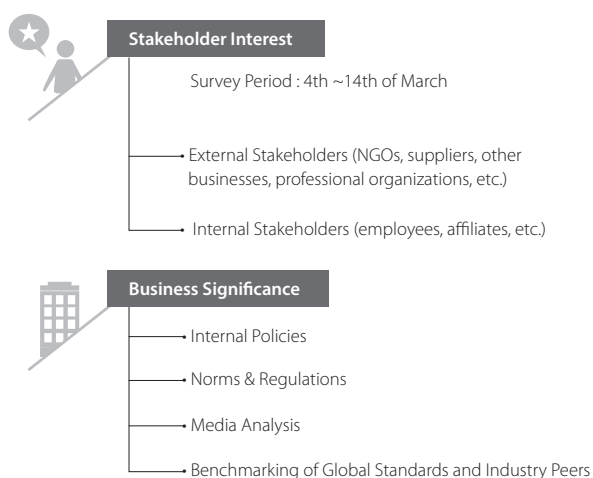 Stakeholder Interest
Survey Period : 4th ~14th of March
External Stakeholders (NGOs, suppliers, other
businesses, professional organizations, etc.)
Internal Stakeholders (employees, affiliates, etc.)
Business Significance
Internal Policies
Norms & Regulations
Media Analysis
Benchmarking of Global Standards and Industry Peers